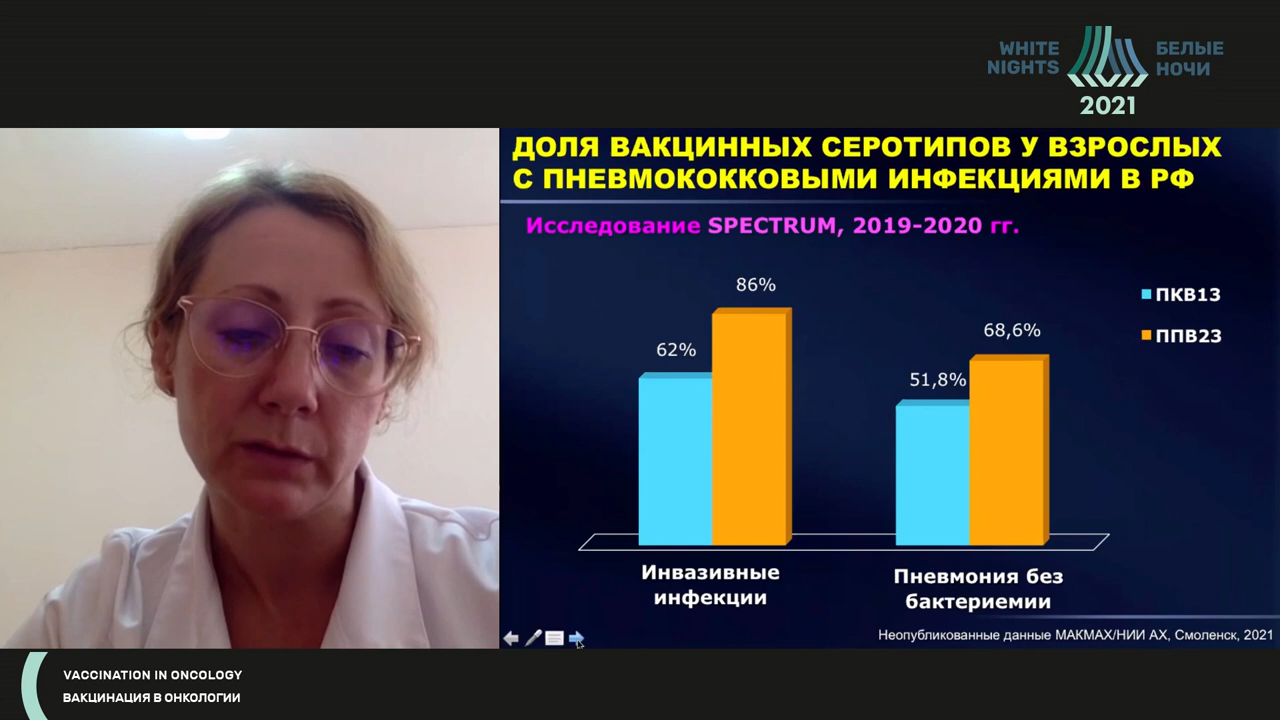 WHITE
NIGHTS
БЕЛЫЕ
НОЧИ
2021
ДОЛЯ ВАКЦИННЫХ СЕРОТИПОВ У ВЗРОСЛЫХ
С ПНЕВМОКОККОВЫМИ ИНФЕКЦИЯМИ В РФ
Исследование SPECTRUM, 2019-2020 гг.
86%
62%
68,6%
51,8%
ПКВ13
ППВ23
Инвазивные
инфекции
Пневмония без
бактериемии
Неопубликованные данные МАКМАХ/НИИ АХ, Смоленск, 2021
VACCINATION IN ONCOLOGY
ВАКЦИНАЦИЯ В ОНКОЛОГИИ